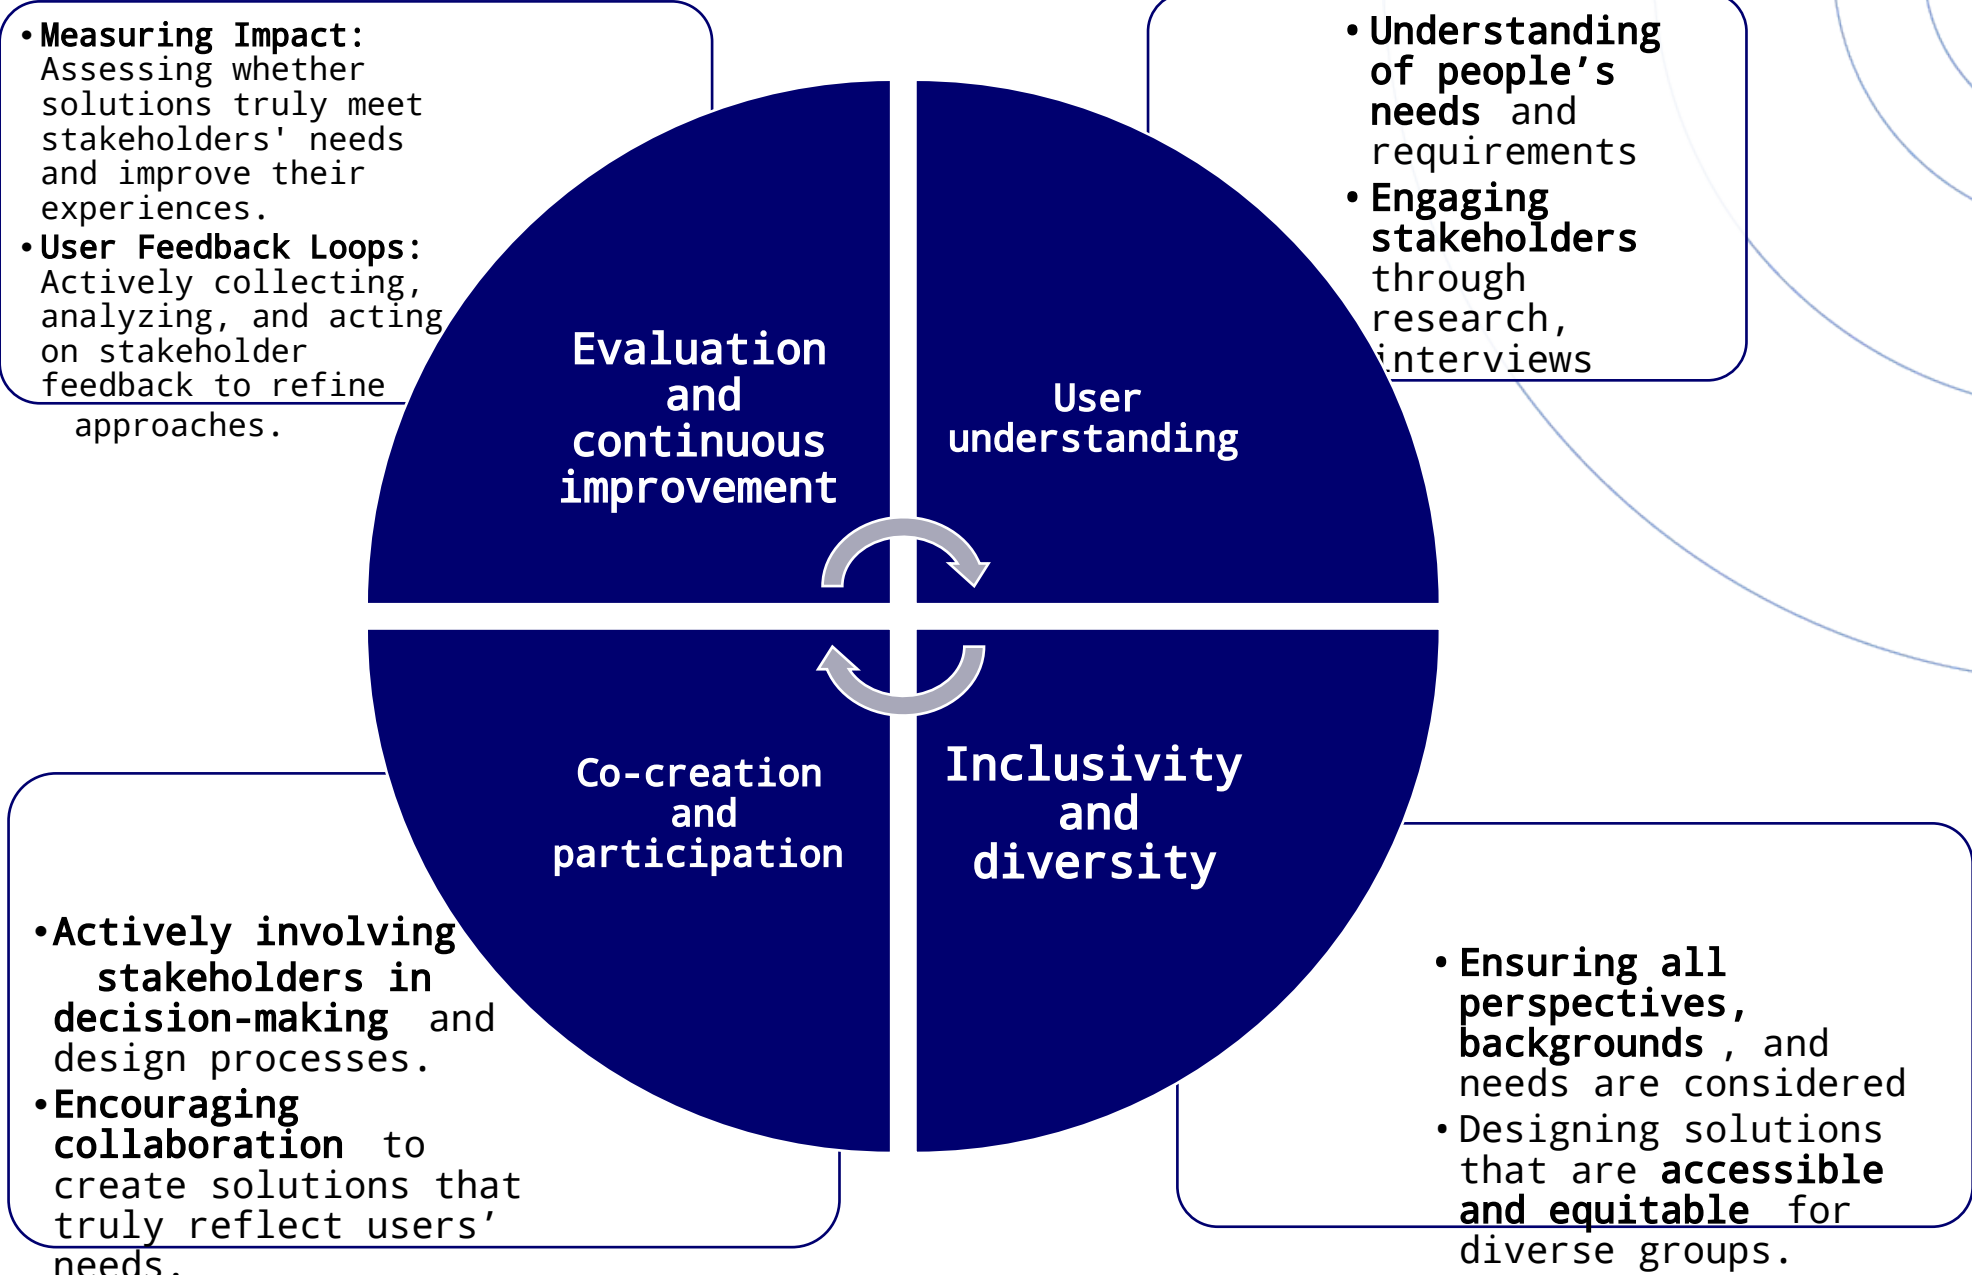 • Measuring Impact:
Assessing whether
solutions truly meet
stakeholders' needs
and improve their
experiences.
• User Feedback Loops:
Actively collecting,
analyzing, and acting
on stakeholder
feedback to refine
approaches.
• Understanding
of people’s
needs and
requirements
• Engaging
stakeholders
through
research,
interviews
Evaluation
and
continuous
improvement
User
understanding
Co-creation
and
participation
Inclusivity
and
diversity
• Actively involving
stakeholders in
decision-making and
design processes.
• Encouraging
collaboration to
create solutions that
truly reflect users’
needs.
• Ensuring all
perspectives,
backgrounds , and
needs are considered
• Designing solutions
that are accessible
and equitable for
diverse groups.